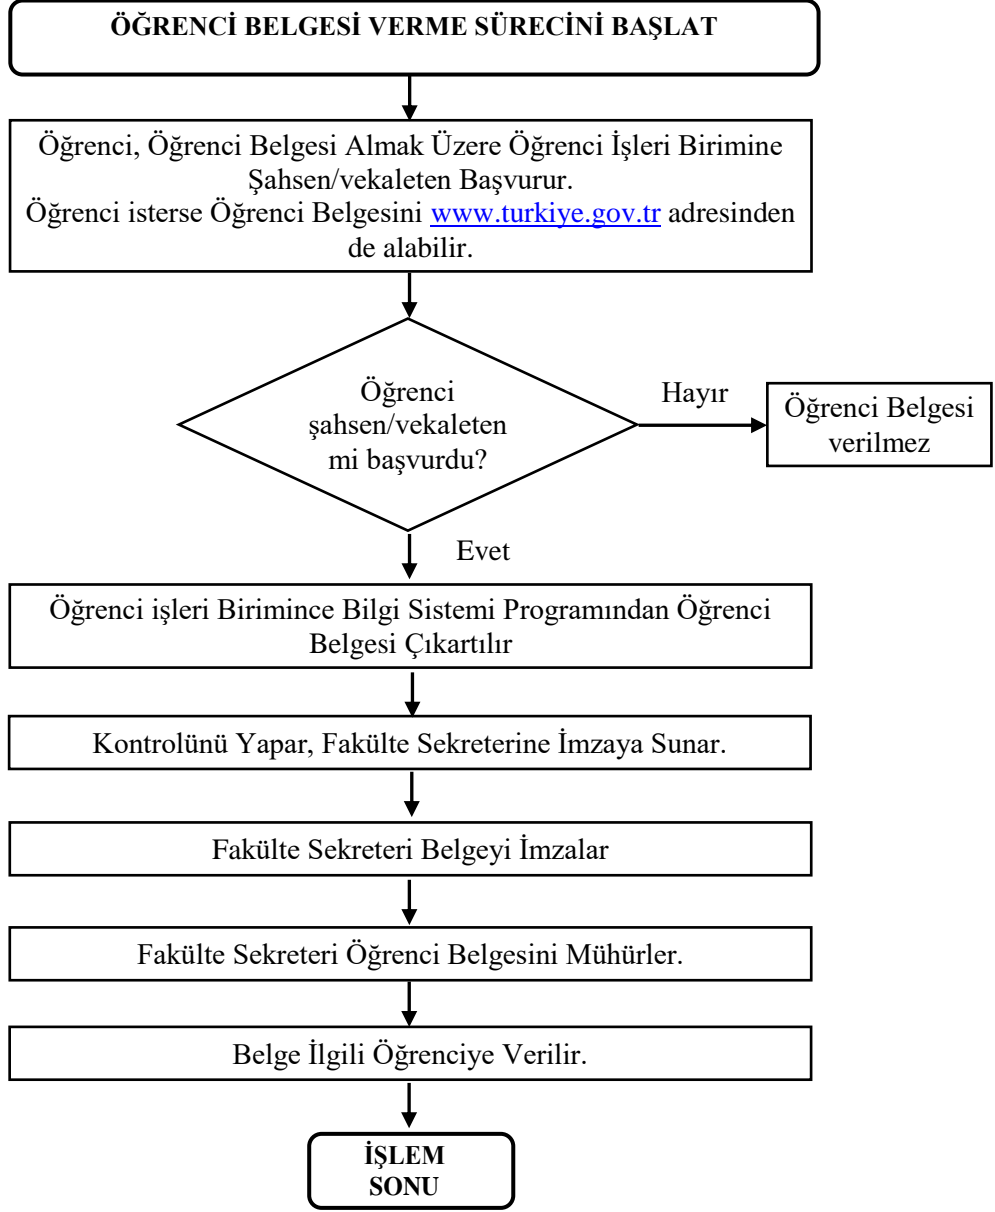 ÖĞRENCİ BELGESİ VERME SÜRECİNİ BAŞLAT
Öğrenci, Öğrenci Belgesi Almak Üzere Öğrenci İşleri Birimine
Şahsen/vekaleten Başvurur.
Öğrenci isterse Öğrenci Belgesini www.turkiye.gov.tr adresinden
de alabilir.
Öğrenci
şahsen/vekaleten
mi başvurdu?
Hayır
Öğrenci Belgesi
verilmez
Evet
Öğrenci işleri Birimince Bilgi Sistemi Programından Öğrenci
Belgesi Çıkartılır
Kontrolünü Yapar, Fakülte Sekreterine İmzaya Sunar.
Fakülte Sekreteri Belgeyi İmzalar
Fakülte Sekreteri Öğrenci Belgesini Mühürler.
Belge İlgili Öğrenciye Verilir.
İŞLEM
SONU